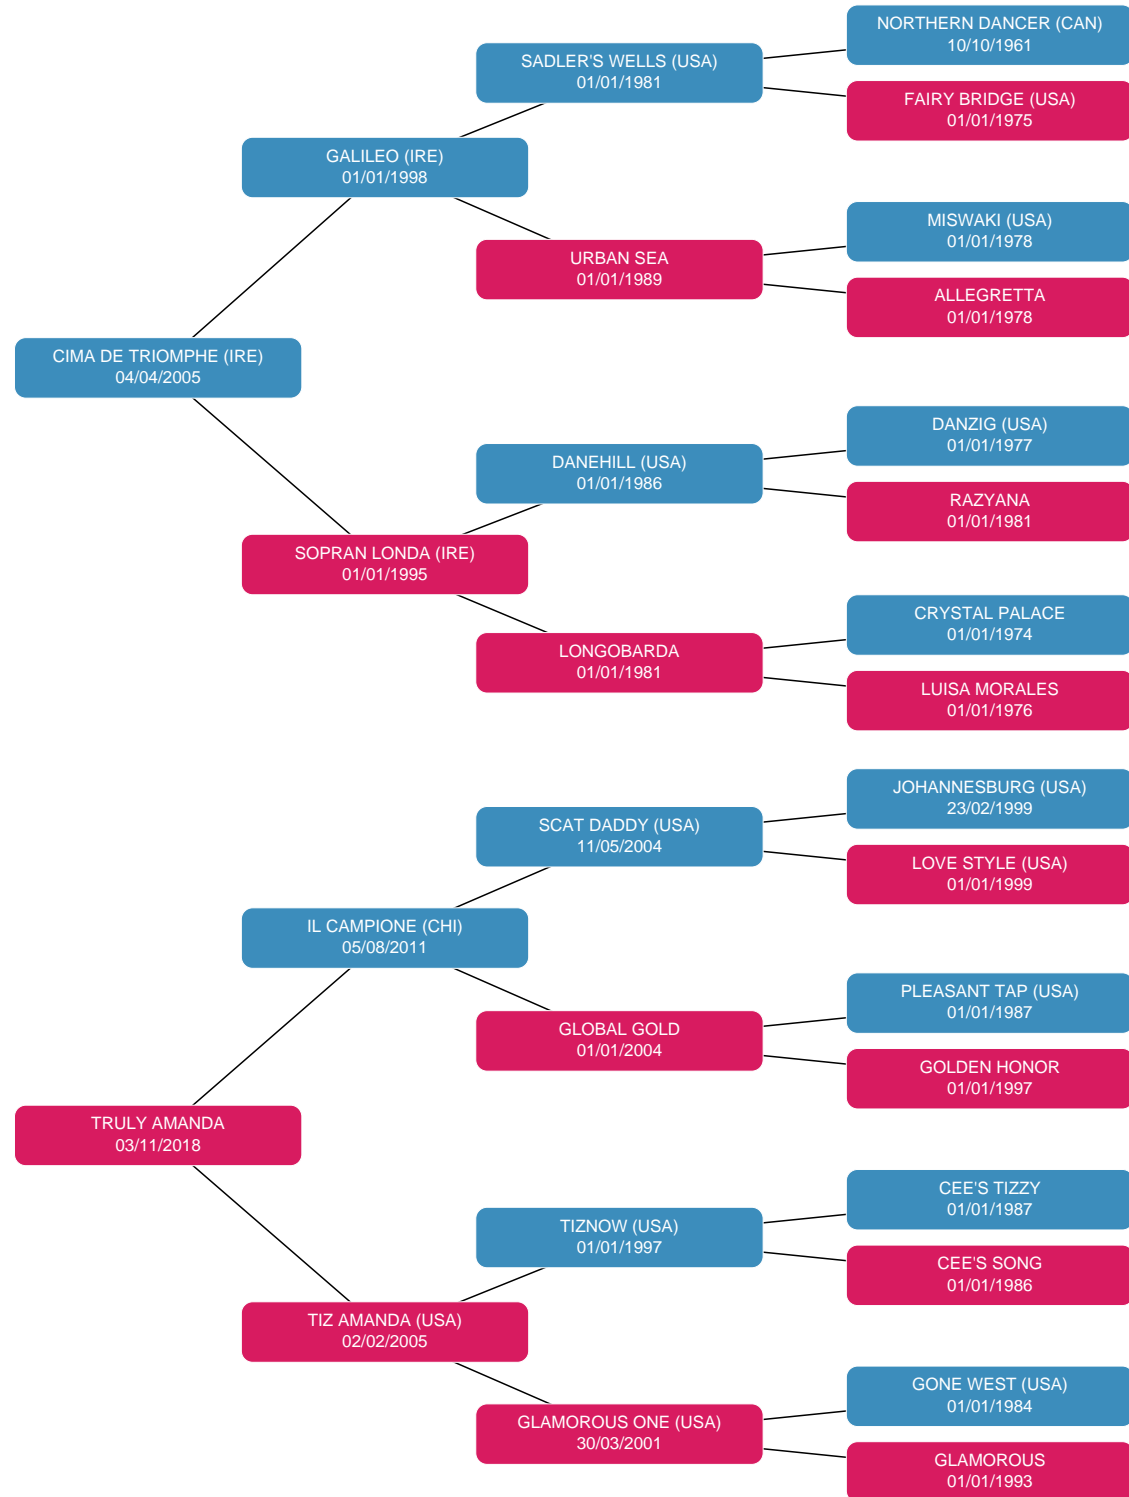 NORTHERN DANCER (CAN)
10/10/1961
SADLER'S WELLS (USA)
01/01/1981
FAIRY BRIDGE (USA)
01/01/1975
GALILEO (IRE)
01/01/1998
MISWAKI (USA)
01/01/1978
URBAN SEA
01/01/1989
ALLEGRETTA
01/01/1978
CIMA DE TRIOMPHE (IRE)
04/04/2005
DANZIG (USA)
01/01/1977
DANEHILL (USA)
01/01/1986
RAZYANA
01/01/1981
SOPRAN LONDA (IRE)
01/01/1995
CRYSTAL PALACE
01/01/1974
LONGOBARDA
01/01/1981
LUISA MORALES
01/01/1976
JOHANNESBURG (USA)
23/02/1999
SCAT DADDY (USA)
11/05/2004
LOVE STYLE (USA)
01/01/1999
IL CAMPIONE (CHI)
05/08/2011
PLEASANT TAP (USA)
01/01/1987
GLOBAL GOLD
01/01/2004
GOLDEN HONOR
01/01/1997
TRULY AMANDA
03/11/2018
CEE'S TIZZY
01/01/1987
TIZNOW (USA)
01/01/1997
CEE'S SONG
01/01/1986
TIZ AMANDA (USA)
02/02/2005
GONE WEST (USA)
01/01/1984
GLAMOROUS ONE (USA)
30/03/2001
GLAMOROUS
01/01/1993